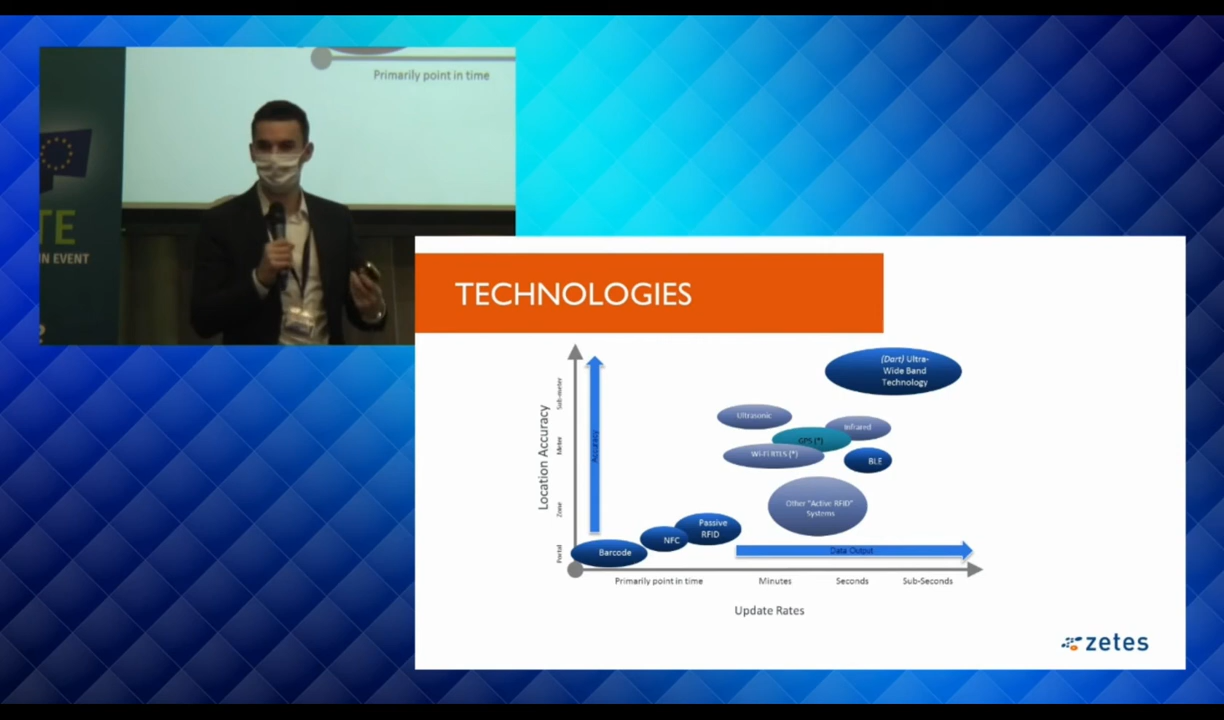 Primarily point in time
TE
IN EVENT
TECHNOLOGIES
(Dart) Ultra-
Wide Band
Technology
Ultrasonic
Infrared
GPS (*)
Wi-Fi RTLS (*)
BLE
Other "Active RFID"
Systems
Passive
RFID
NFC
Barcode
Location Accuracy
Sub-meter
Meter
Zone
Portal
Accuracy
Data Output
Primarily point in time
Minutes
Seconds
Sub-Seconds
Update Rates
zetes